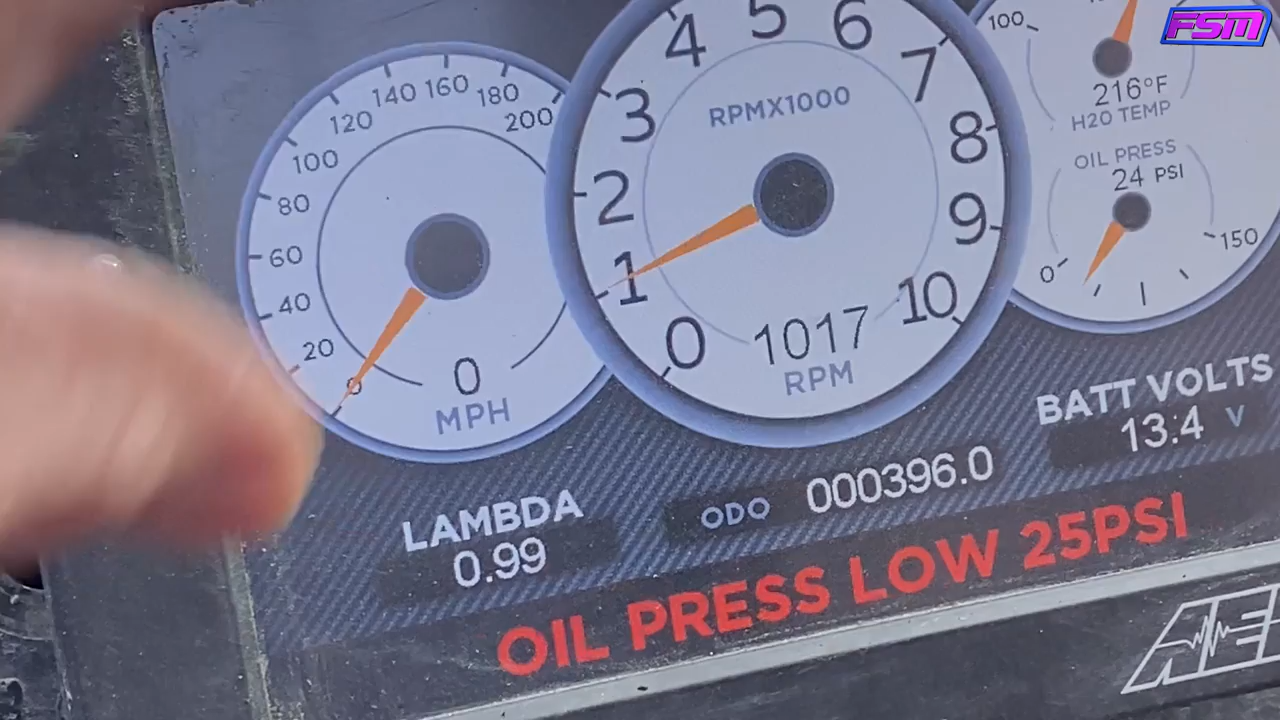 FSM
20
40
60
80
100
120
140
160
180
200
0
MPH
0
1
2
3
4
5
6
7
8
9
10
RPMX1000
1017
RPM
100
216°F
H2O TEMP
OIL PRESS
24 PSI
0
150
BATT VOLTS
13.4 V
ODO 000396.0
LAMBDA
0.99
OIL PRESS LOW 25PSI